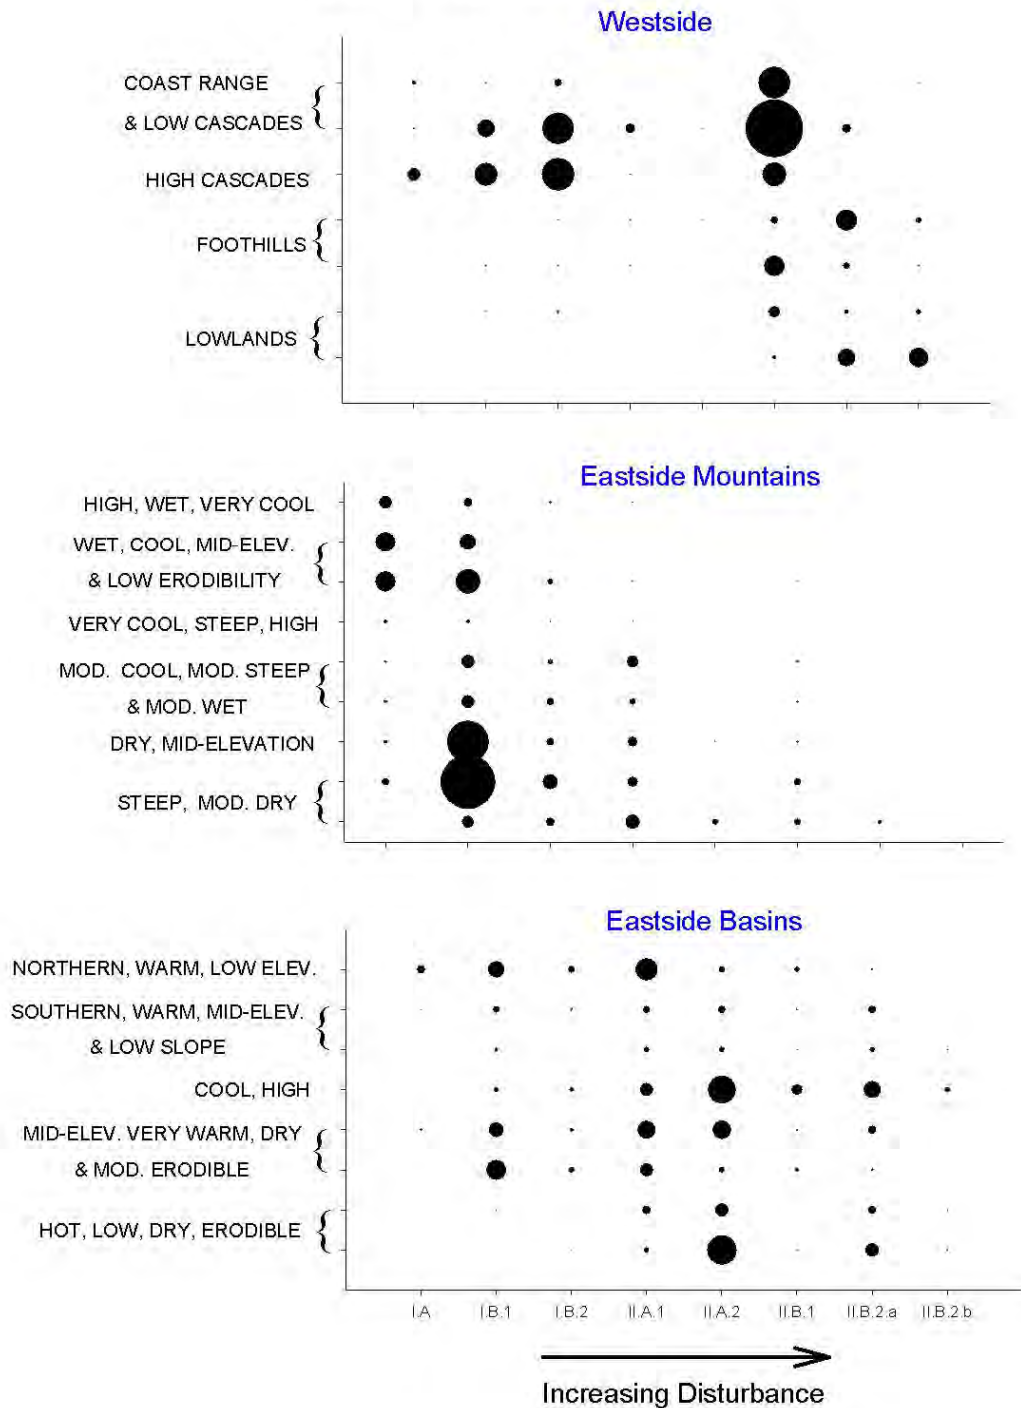 Westside
COAST RANGE
& LOW CASCADES
HIGH CASCADES
FOOTHILLS
LOWLANDS
Eastside Mountains
HIGH, WET, VERY COOL
WET, COOL, MID-ELEV.
& LOW ERODIBILITY
VERY COOL, STEEP, HIGH
MOD. COOL, MOD. STEEP
& MOD. WET
DRY, MID-ELEVATION
STEEP, MOD. DRY
Eastside Basins
NORTHERN, WARM, LOW ELEV.
SOUTHERN, WARM, MID-ELEV.
& LOW SLOPE
COOL, HIGH
MID-ELEV. VERY WARM, DRY
& MOD. ERODIBLE
HOT, LOW, DRY, ERODIBLE
I.A I.B.1 I.B.2 II.A.1 II.A.2 II.B.1 II.B.2.a II.B.2.b
Increasing Disturbance